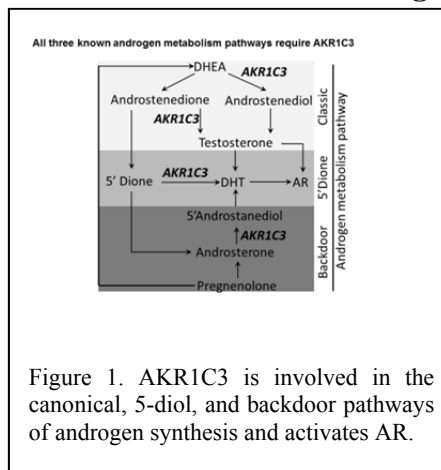 All three known androgen metabolism pathways require AKR1C3
DHEA
AKR1C3
Androstenedione
Androstenediol
AKR1C3
Testosterone
5' Dione
AKR1C3
DHT
AR
5'Androstanediol
AKR1C3
Androsterone
Pregnenolone
Classic
5'Dione
Backdoor
Androgen metabolism pathway
Figure 1. AKR1C3 is involved in the
canonical, 5-diol, and backdoor pathways
of androgen synthesis and activates AR.